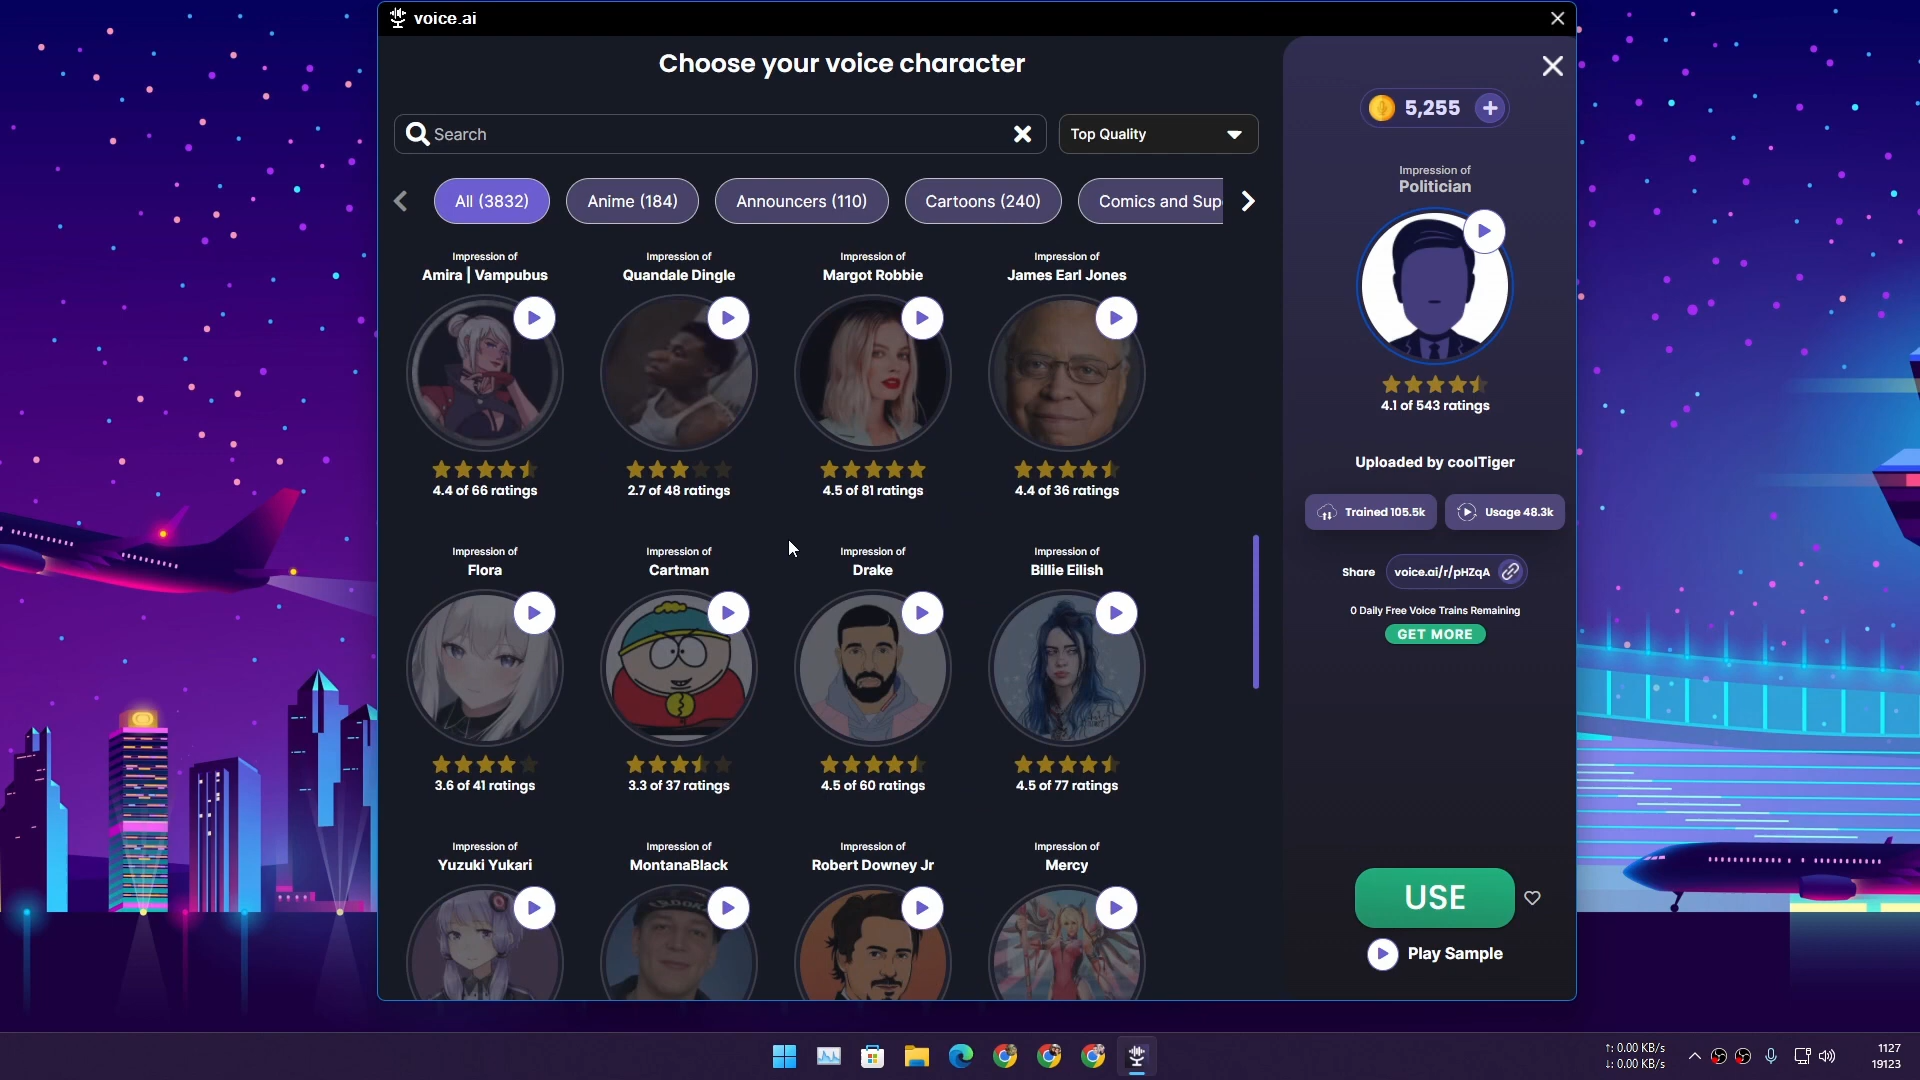 voice.ai
Choose your voice character
Search
Top Quality
All (3832)
Anime (184)
Announcers (110)
Cartoons (240)
Comics and Sup
Impression of
Amira | Vampubus
4.4 of 66 ratings
Impression of
Quandale Dingle
2.7 of 48 ratings
Impression of
Margot Robbie
4.5 of 81 ratings
Impression of
James Earl Jones
4.4 of 36 ratings
Impression of
Flora
3.6 of 41 ratings
Impression of
Cartman
3.3 of 37 ratings
Impression of
Drake
4.5 of 60 ratings
Impression of
Billie Eilish
4.5 of 77 ratings
Impression of
Yuzuki Yukari
Impression of
MontanaBlack
Impression of
Robert Downey Jr
Impression of
Mercy
5,255
Impression of
Politician
4.1 of 543 ratings
Uploaded by coolTiger
Trained 105.5k
Usage 48.3k
Share
voice.ai/r/pHZqA
0 Daily Free Voice Trains Remaining
GET MORE
USE
Play Sample
↑: 0.00 KB/s
↓: 0.00 KB/s
1127
19123